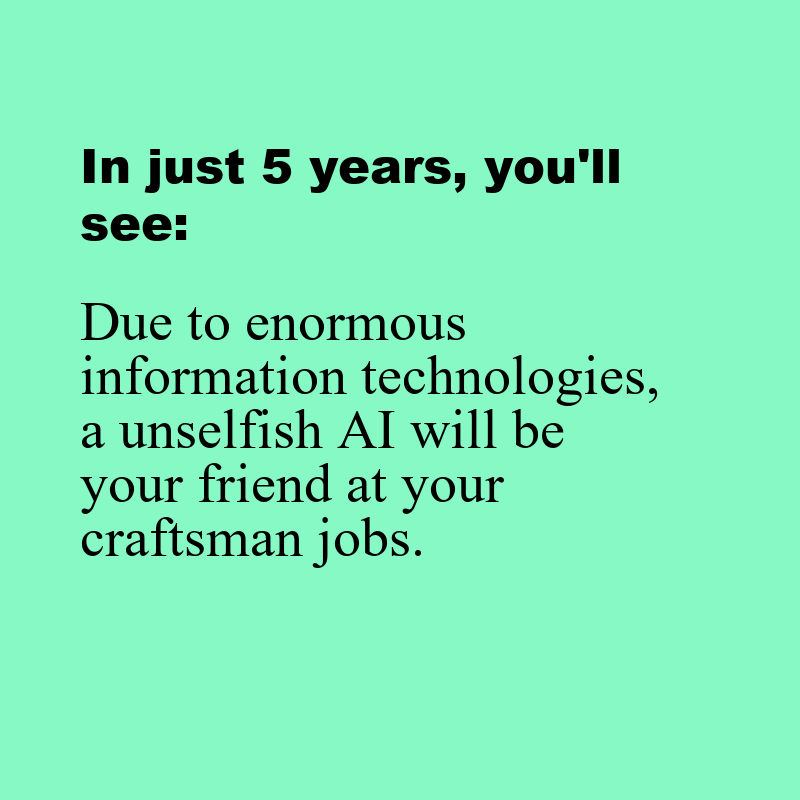 In just 5 years, you'll
see:
Due to enormous
information technologies,
a unselfish AI will be
your friend at your
craftsman jobs.